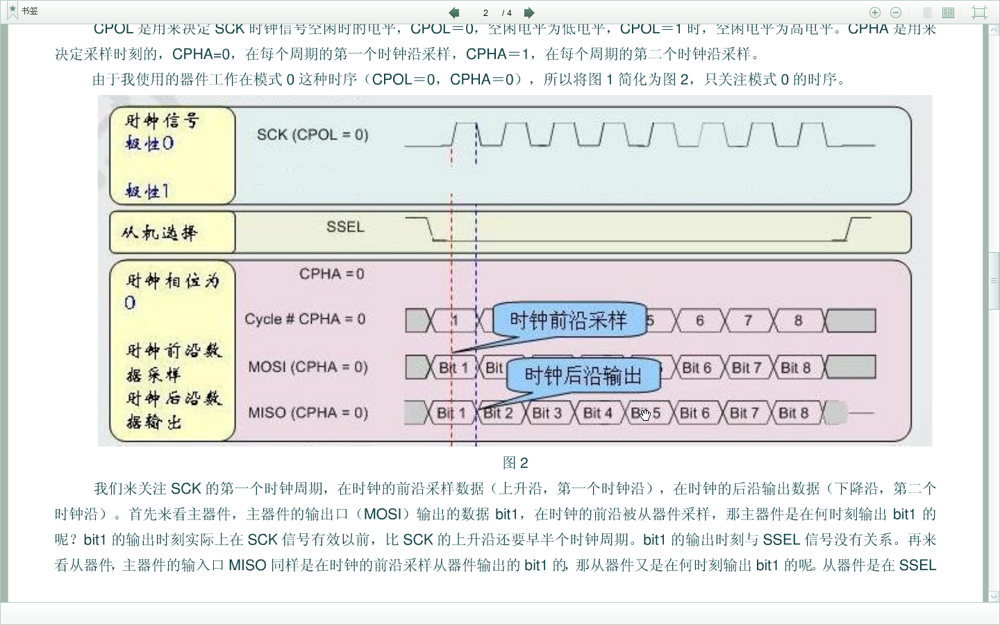 书签
2 / 4
CPOL 是用来决定 SCK 时钟信号空闲时的电平，CPOL＝0，空闲电平为低电平，CPOL＝1 时，空闲电平为高电平。CPHA 是用来
决定采样时刻的，CPHA=0，在每个周期的第一个时钟沿采样，CPHA＝1，在每个周期的第二个时钟沿采样。
由于我使用的器件工作在模式 0 这种时序（CPOL＝0，CPHA＝0），所以将图 1 简化为图 2，只关注模式 0 的时序。
时钟信号
极性0
极性1
SCK (CPOL = 0)
从机选择
SSEL
时钟相位为
0
时钟前沿数
据采样
时钟后沿数
据输出
CPHA =0
Cycle # CPHA = 0
1
5 6 7 8
时钟前沿采样
MOSI (CPHA = 0)
Bit 1 Bit Bit 6 Bit 7 Bit 8
时钟后沿输出
MISO (CPHA = 0)
Bit 1 Bit 2 Bit 3 Bit 4 Bit 5 Bit 6 Bit 7 Bit 8
图 2
我们来关注 SCK 的第一个时钟周期，在时钟的前沿采样数据（上升沿，第一个时钟沿），在时钟的后沿输出数据（下降沿，第二个
时钟沿）。首先来看主器件，主器件的输出口（MOSI）输出的数据 bit1，在时钟的前沿被从器件采样，那主器件是在何时刻输出 bit1 的
呢？bit1 的输出时刻实际上在 SCK 信号有效以前，比 SCK 的上升沿还要早半个时钟周期。bit1 的输出时刻与 SSEL 信号没有关系。再来
看从器件，主器件的输入口 MISO 同样是在时钟的前沿采样从器件输出的 bit1 的，那从器件又是在何时刻输出 bit1 的呢。从器件是在 SSEL